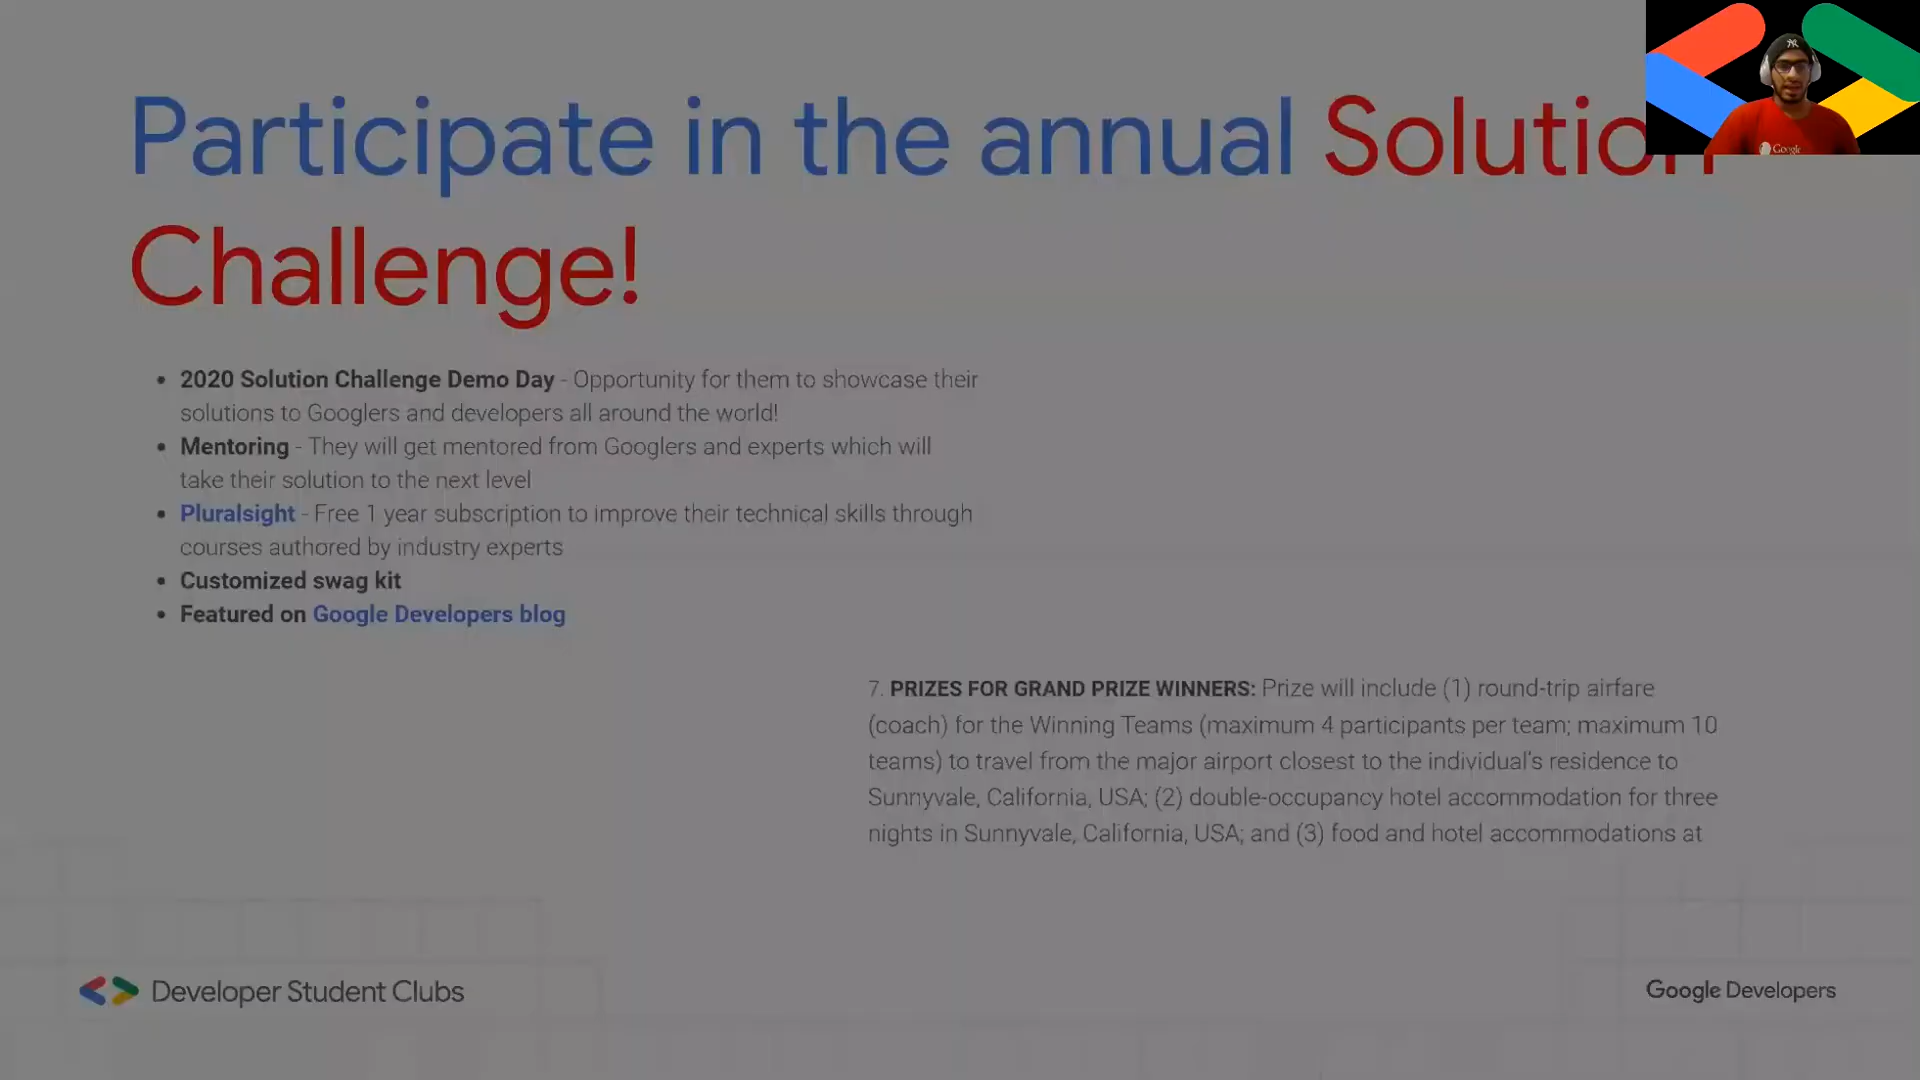 Participate in the annual Solution
Challenge!
2020 Solution Challenge Demo Day - Opportunity for them to showcase their
solutions to Googlers and developers all around the world!
Mentoring - They will get mentored from Googlers and experts which will
take their solution to the next level
Pluralsight - Free 1 year subscription to improve their technical skills through
courses authored by industry experts
Customized swag kit
Featured on Google Developers blog
7. PRIZES FOR GRAND PRIZE WINNERS: Prize will include (1) round-trip airfare
(coach) for the Winning Teams (maximum 4 participants per team; maximum 10
teams) to travel from the major airport closest to the individual's residence to
Sunnyvale, California, USA; (2) double-occupancy hotel accommodation for three
nights in Sunnyvale, California, USA; and (3) food and hotel accommodations at
Developer Student Clubs
Google Developers
Google